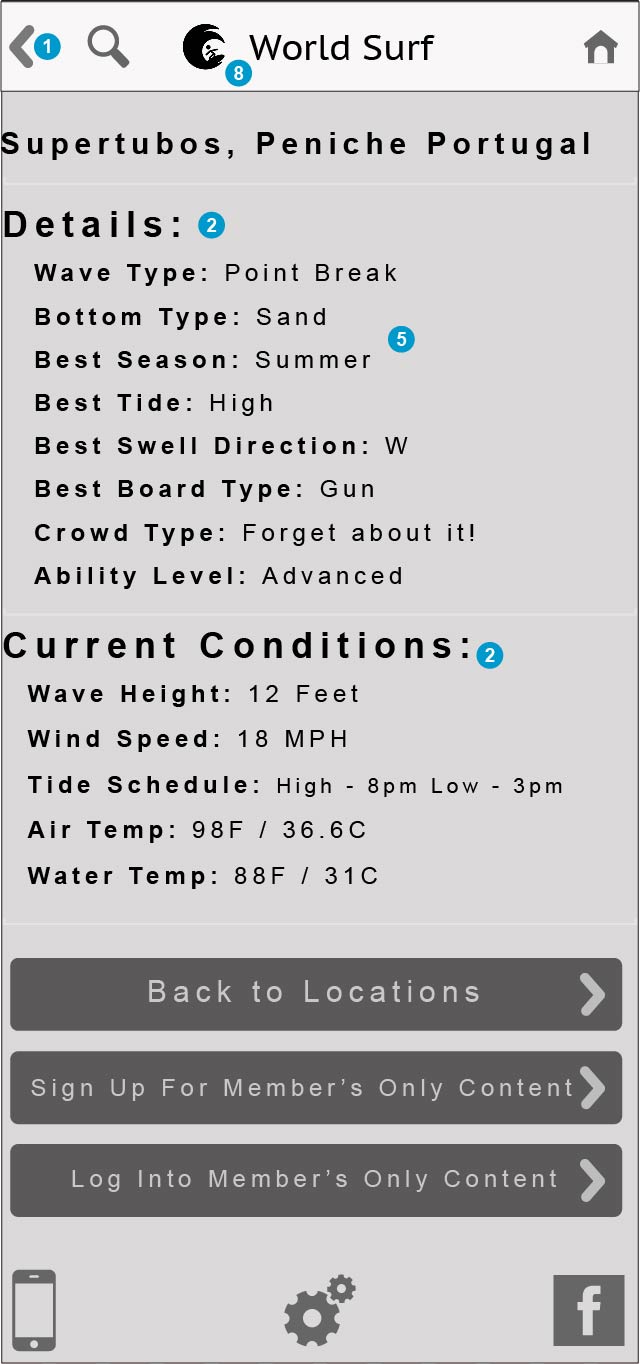 1
World Surf
8
Supertubos, Peniche Portugal
Details: 2
Wave Type: Point Break
Bottom Type: Sand
5
Best Season: Summer
Best Tide: High
Best Swell Direction: W
Best Board Type: Gun
Crowd Type: Forget about it!
Ability Level: Advanced
Current Conditions: 2
Wave Height: 12 Feet
Wind Speed: 18 MPH
Tide Schedule: High - 8pm Low - 3pm
Air Temp: 98F / 36.6C
Water Temp: 88F / 31C
Back to Locations
Sign Up For Member’s Only Content
Log Into Member’s Only Content
f